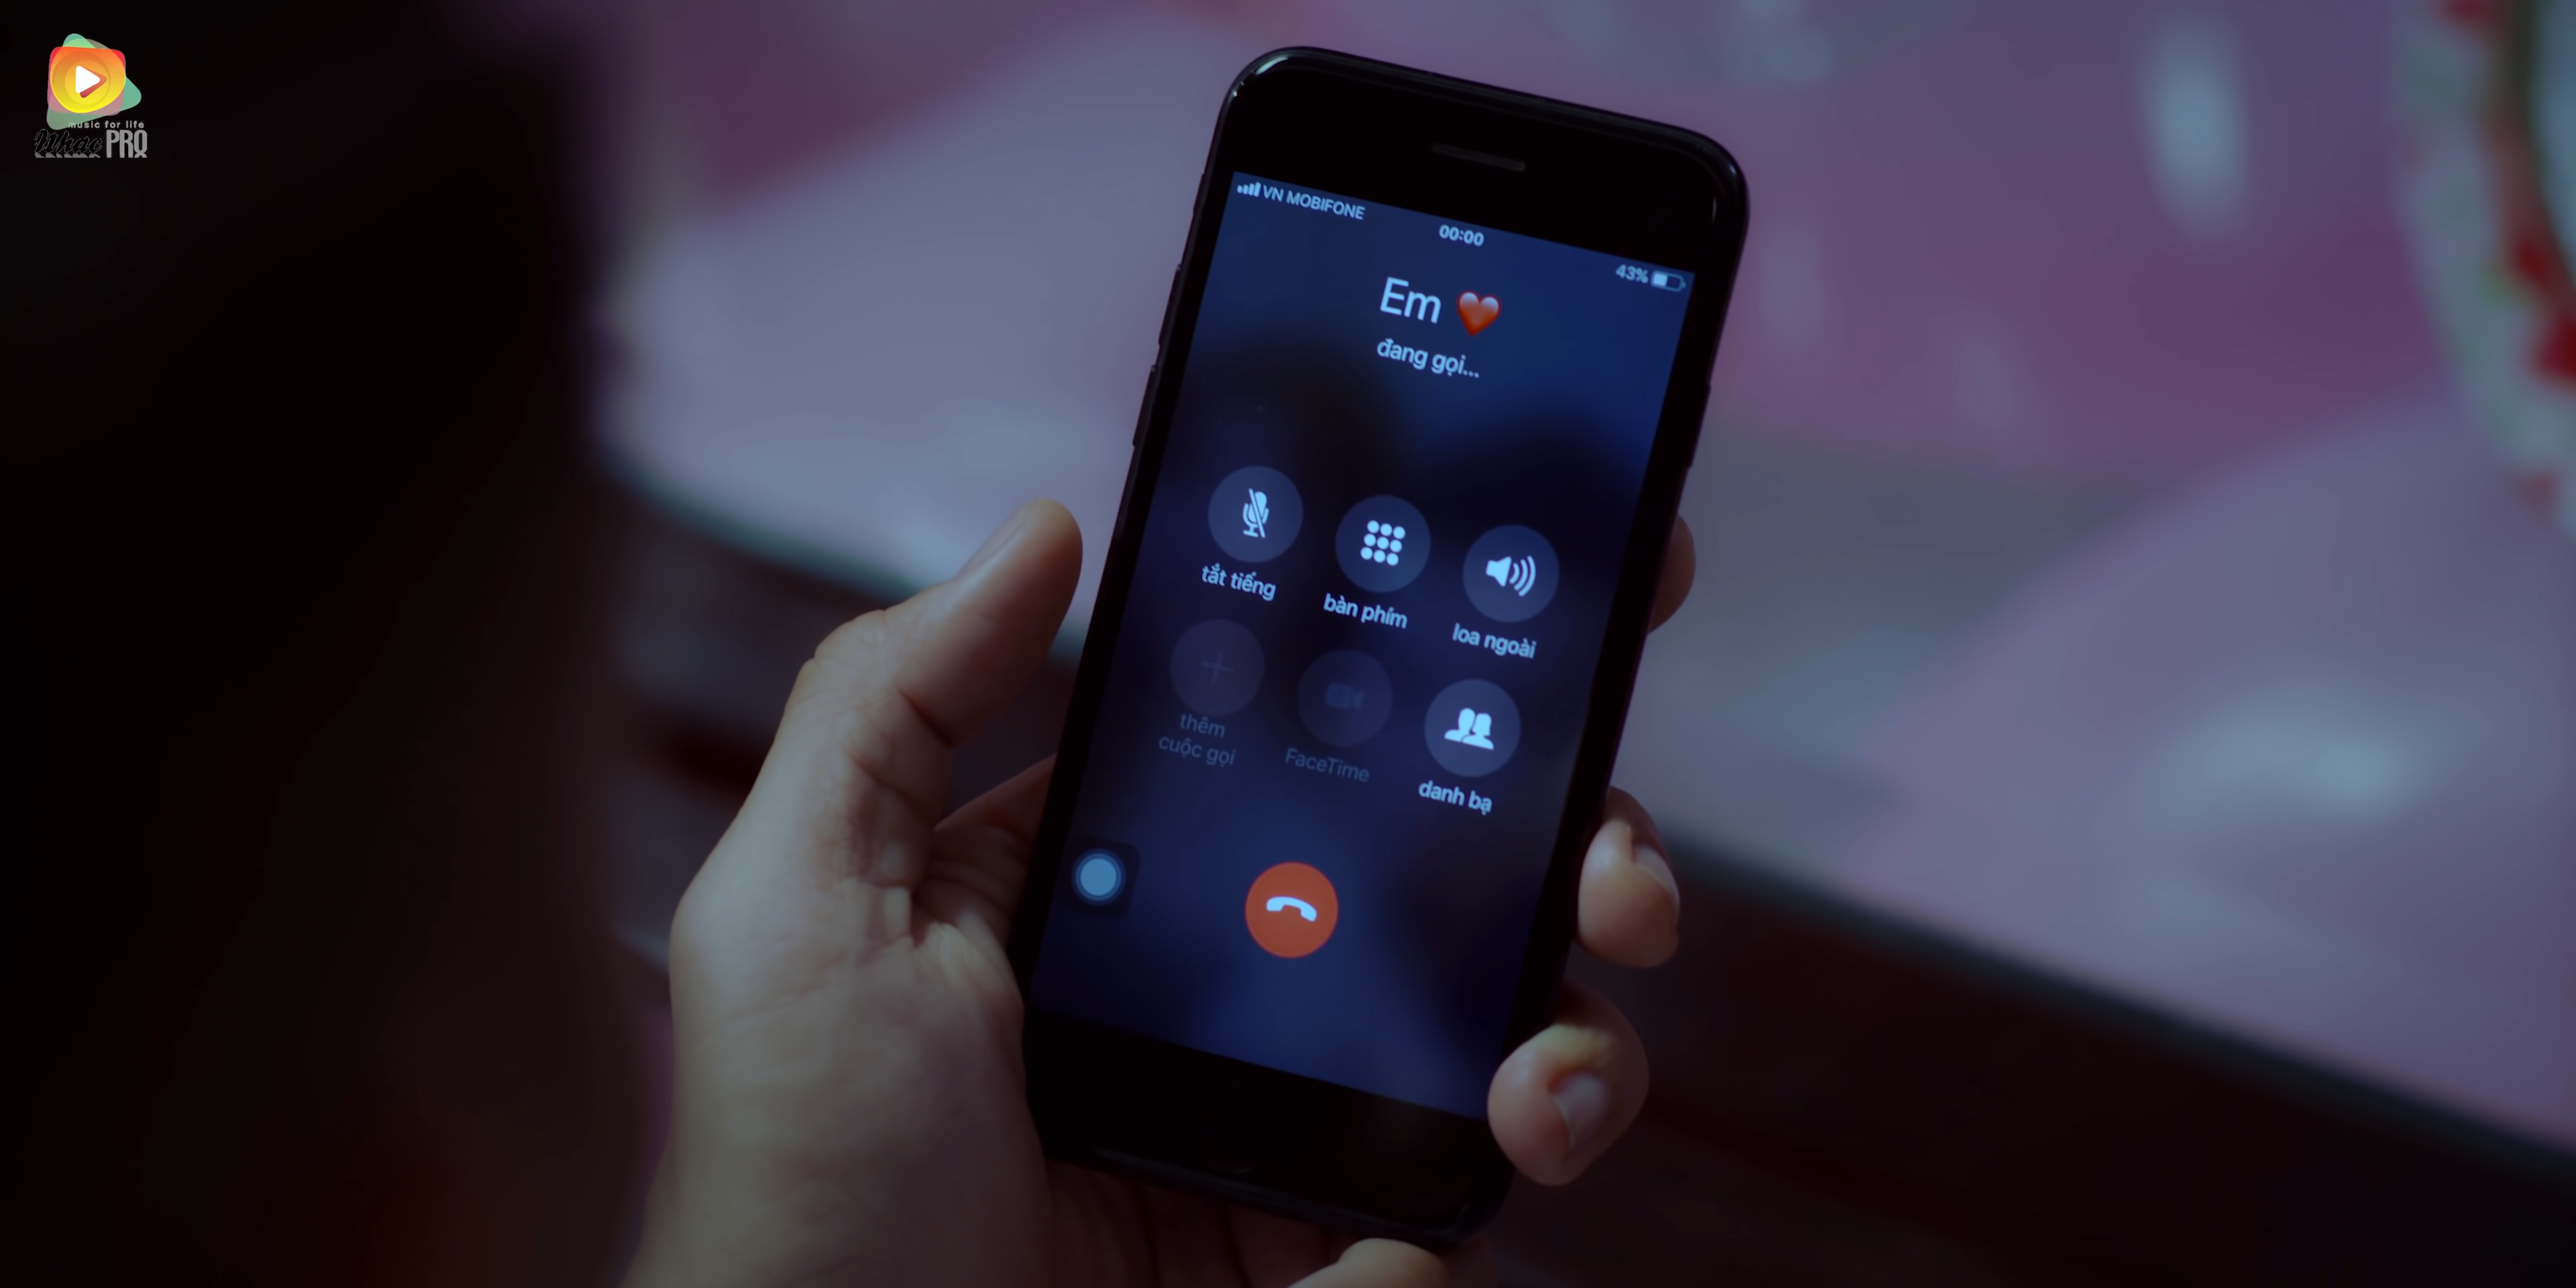 music for life
Nhạc PRO
VN MOBIFONE
00:00
43%
Em ❤️
đang gọi...
tắt tiếng
bàn phím
loa ngoài
thêm
cuộc gọi
FaceTime
danh bạ